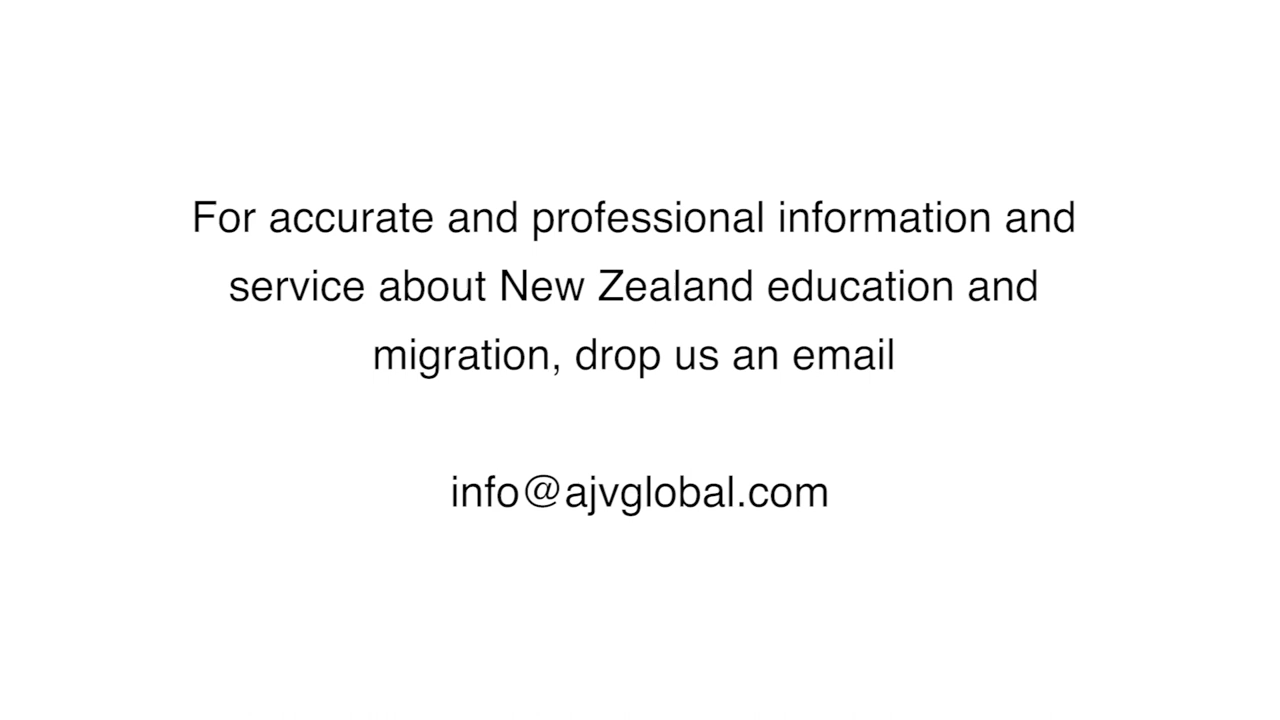 For accurate and professional information and
service about New Zealand education and
migration, drop us an email
info@ajvglobal.com